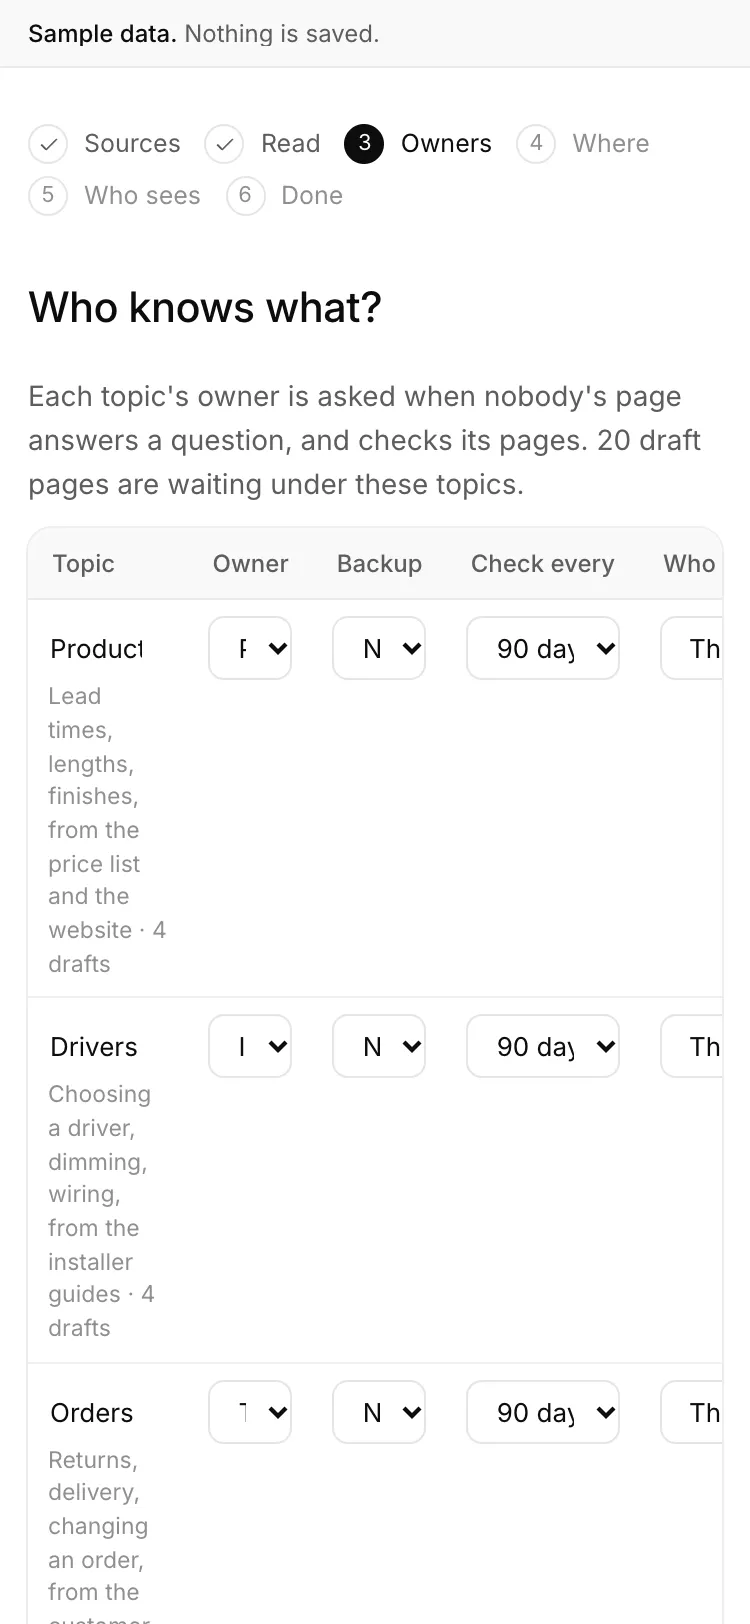 Sample data. Nothing is saved.
Sources Read 3 Owners 4 Where
5 Who sees 6 Done
Who knows what?
Each topic's owner is asked when nobody's page
answers a question, and checks its pages. 20 draft
pages are waiting under these topics.
Topic Owner Backup Check every Who
Product N 90 day Th
Lead
times,
lengths,
finishes,
from the
price list
and the
website · 4
drafts
Drivers N 90 day Th
Choosing
a driver,
dimming,
wiring,
from the
installer
guides · 4
drafts
Orders N 90 day Th
Returns,
delivery,
changing
an order,
from the